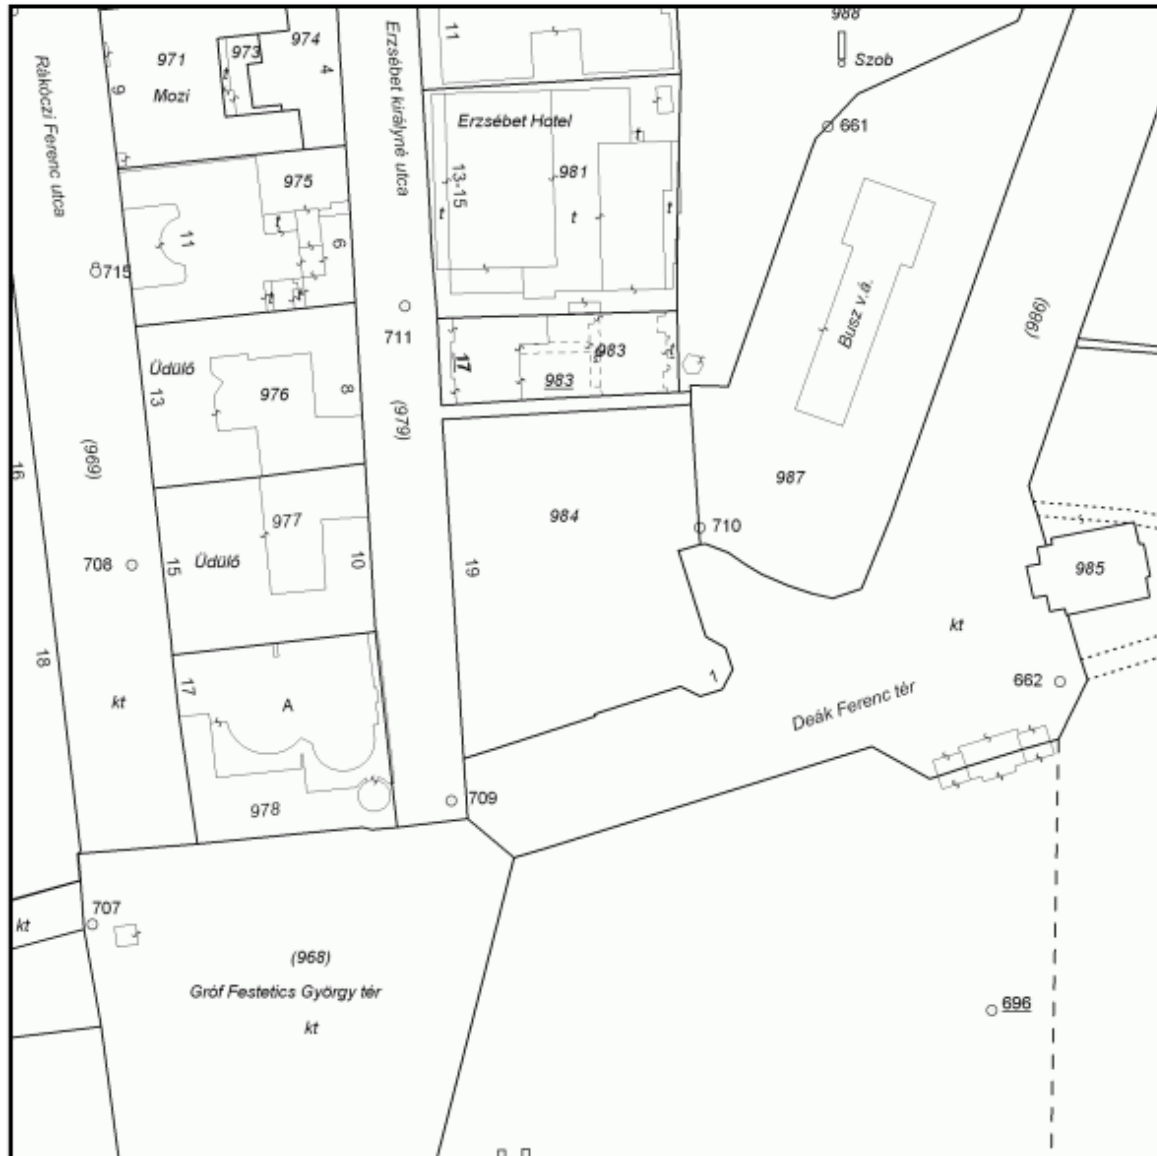 988
11
974
971
973
4
Szob
Mozi
9
Rákóczi Ferenc utca
Erzsébet királyné utca
Erzsébet Hotel
661
t
t
981
975
13-15
t
t
t
t
11
6
t
t
715
711
Busz v.á.
(986)
Üdülő
17
983
t
983
13
976
8
(979)
(969)
16
987
984
977
710
708
15
Üdülő
10
19
985
kt
18
1
662
17
kt
A
Deák Ferenc tér
709
978
707
kt
(968)
Gróf Festetics György tér
696
kt